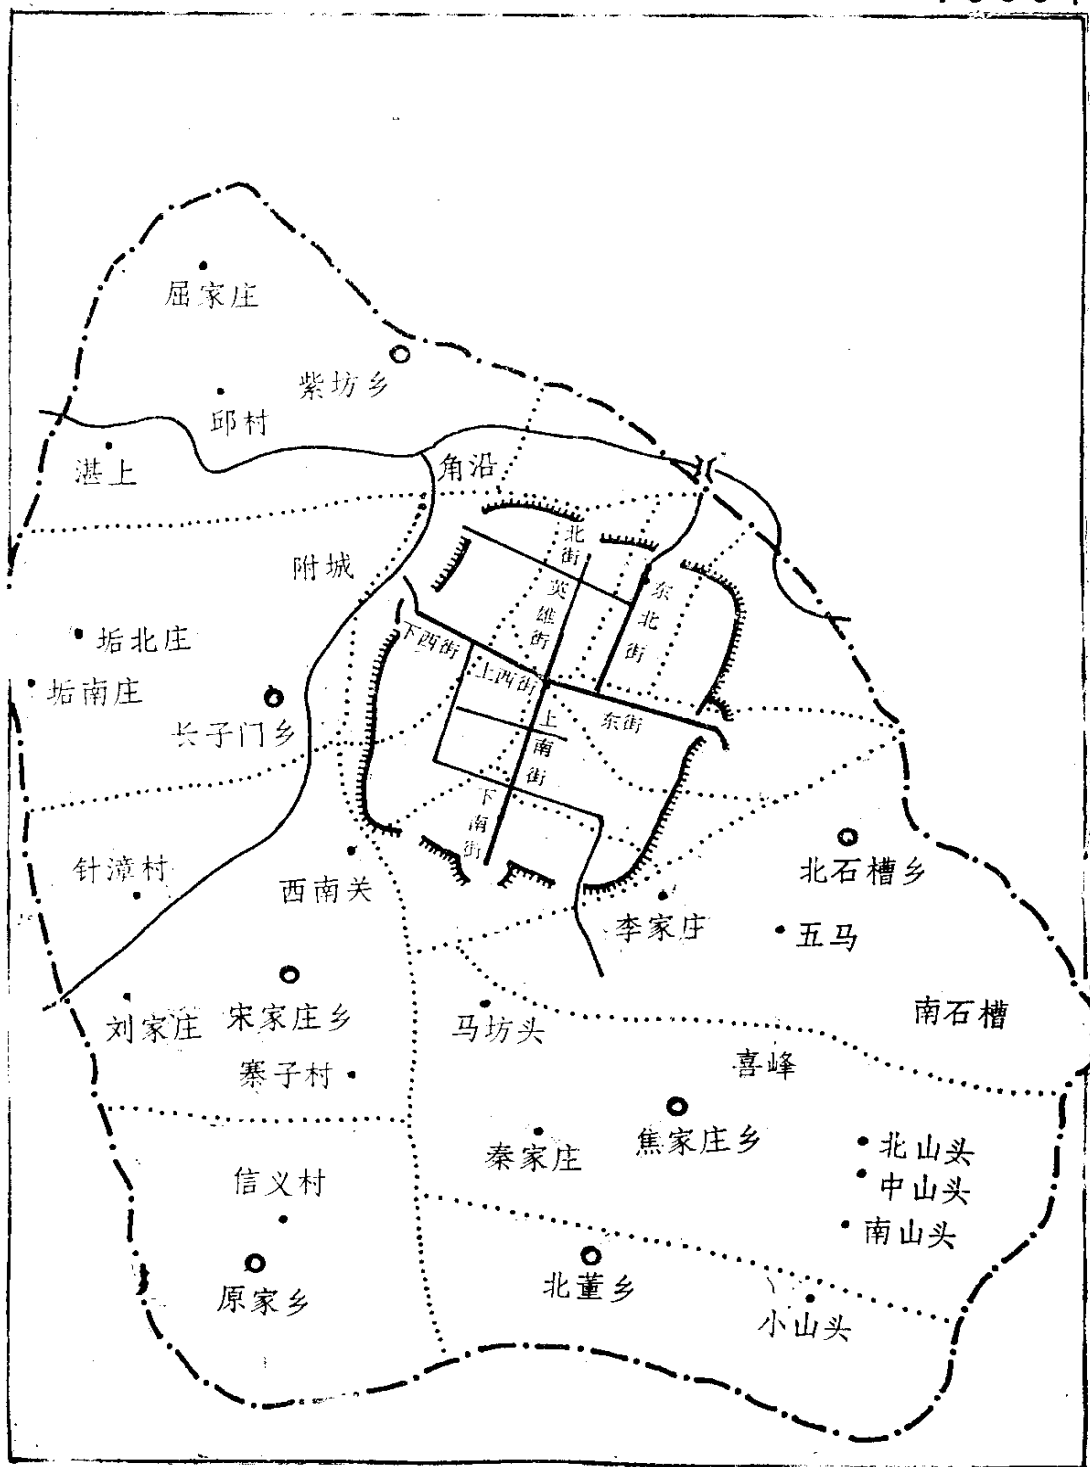 屈家庄
紫坊乡
邱村
湛上
角沿
附城
北街
英雄街
东北街
垢北庄
下西街
上西街
垢南庄
长子门乡
东街
上南街
下南街
针漳村
西南关
北石槽乡
李家庄
五马
刘家庄
宋家庄乡
马坊头
南石槽
寨子村
喜峰
秦家庄
焦家庄乡
北山头
中山头
信义村
南山头
原家乡
北董乡
小山头